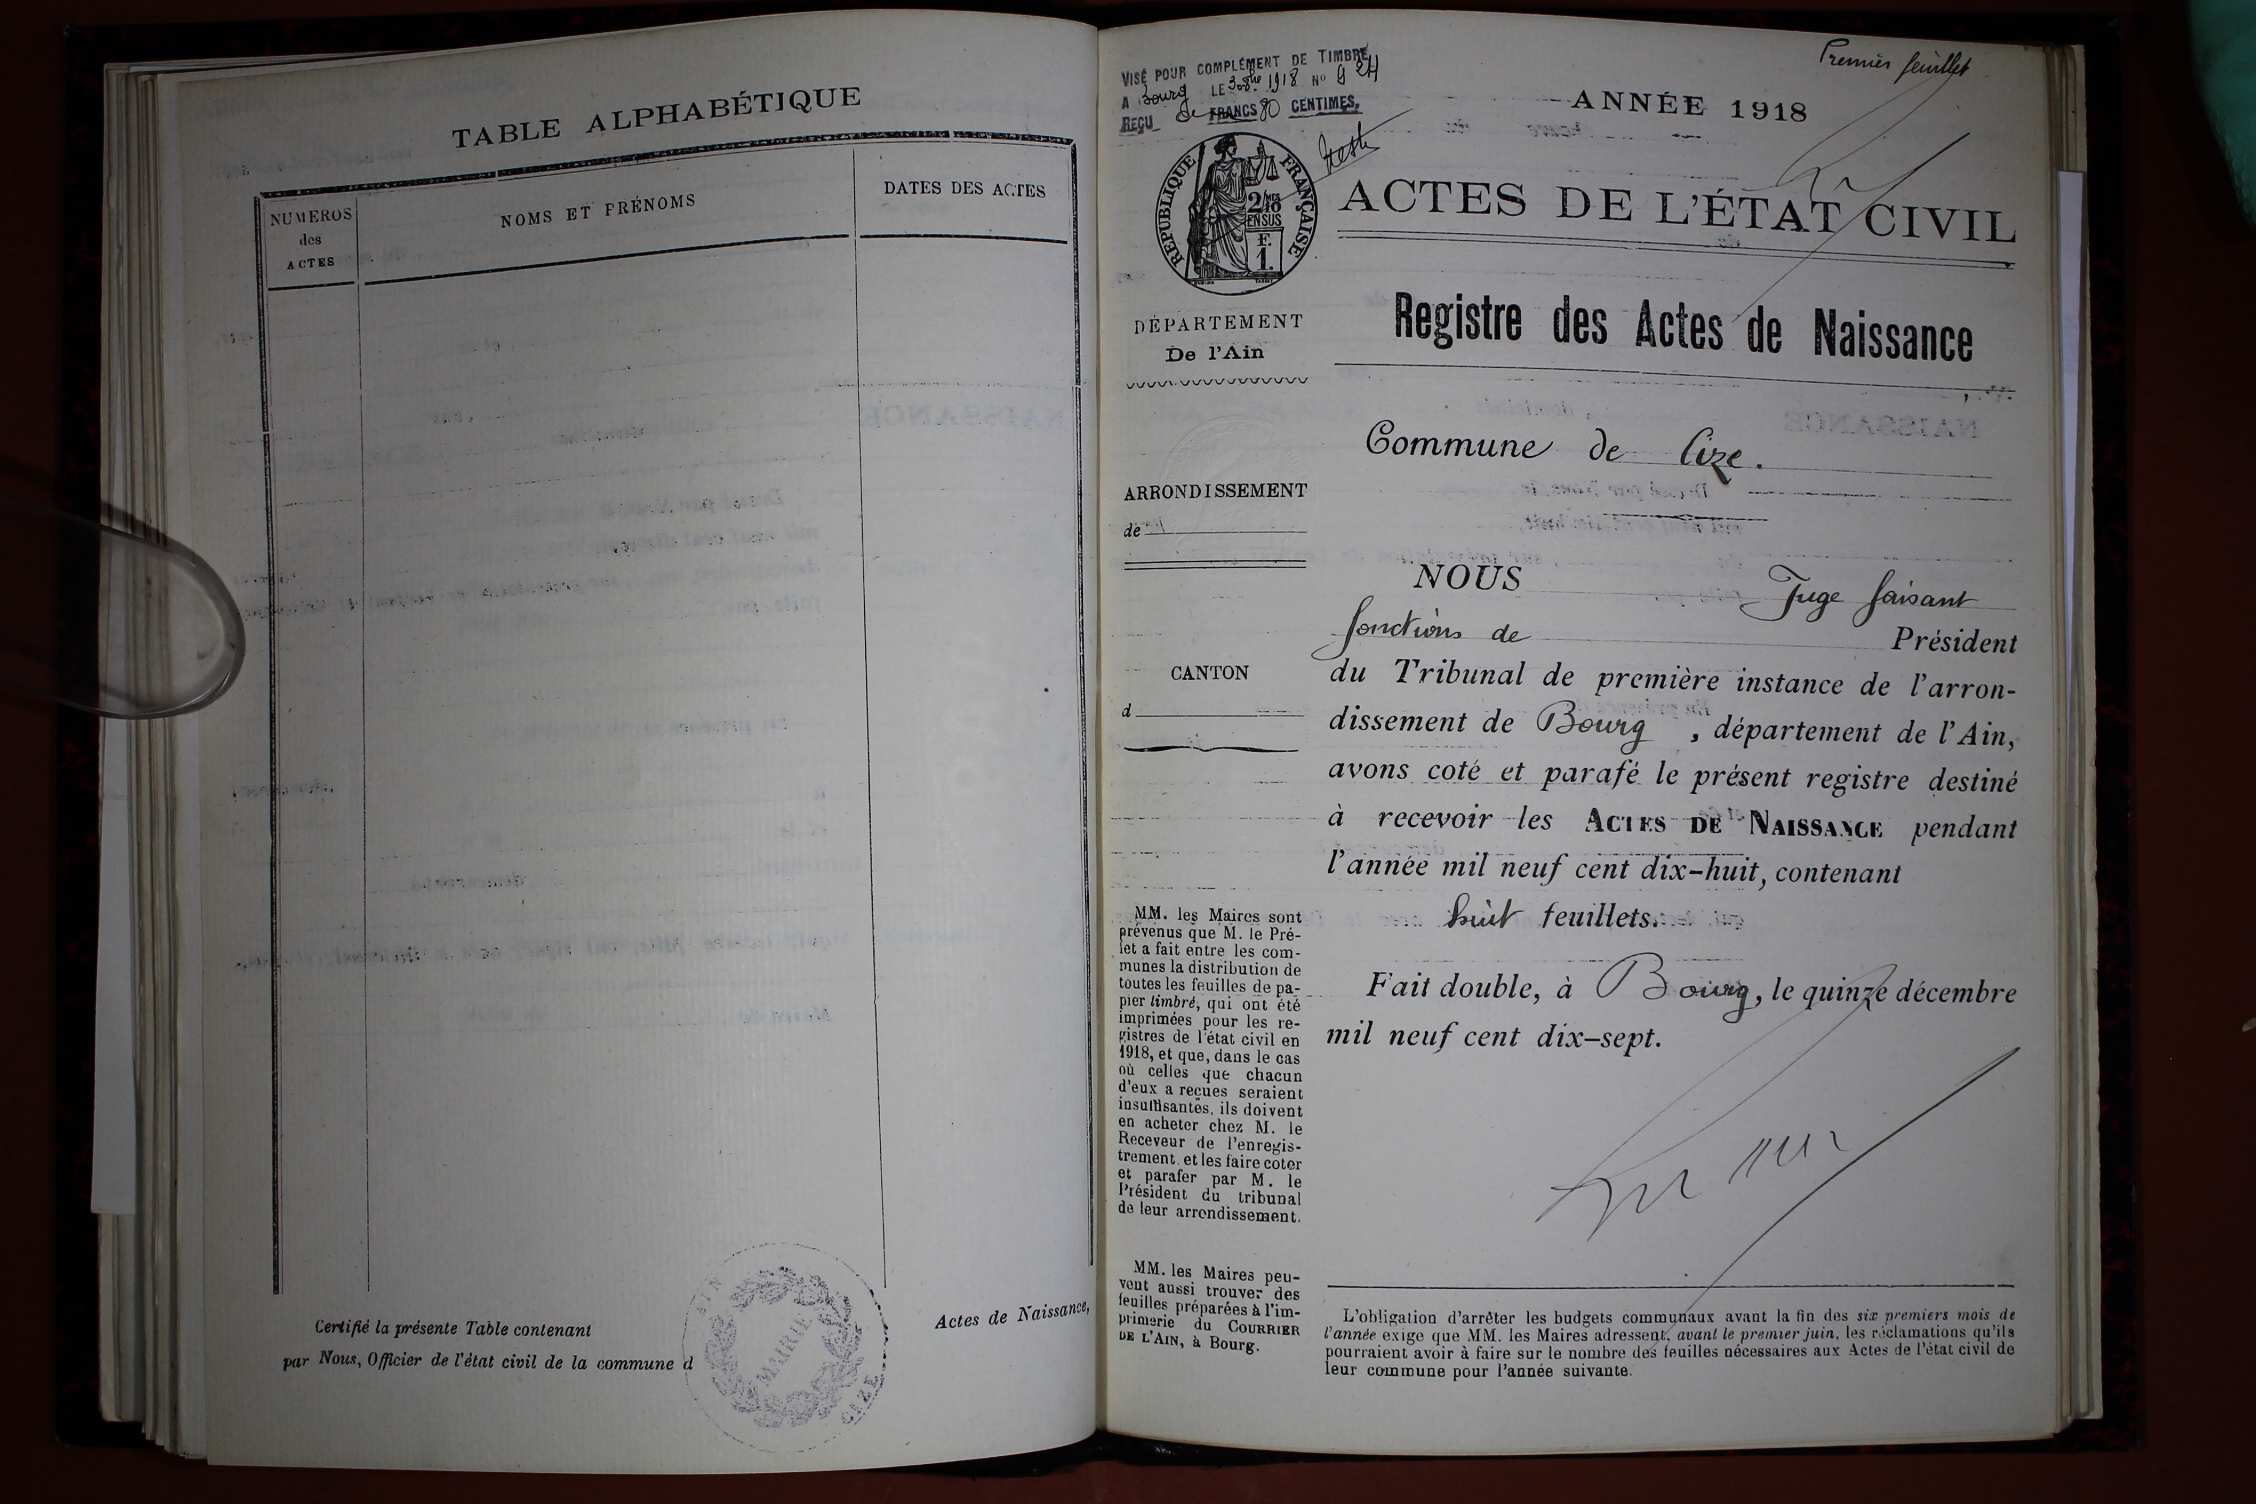 TABLE ALPHABÉTIQUE
NUMEROS
des
ACTES
NOMS ET PRÉNOMS
DATES DES ACTES
Certifié la présente Table contenant
Actes de Naissance,
par Nous, Officier de l'état civil de la commune d
MAIRIE
AIN
CIZE
Premier feuillet
VISÉ POUR COMPLÉMENT DE TIMBRE
A Bourg LE 3 1918 No
REÇU de FRANCS 80 CENTIMES,
RÉPUBLIQUE FRANÇAISE
2/10 MES
EN SUS
F.
1.
ANNÉE 1918
ACTES DE L'ÉTAT CIVIL
Registre des Actes de Naissance
DÉPARTEMENT
De l'Ain
Commune de Cize.
ARRONDISSEMENT
de
CANTON
d
NOUS Juge faisant
fonctions de Président
du Tribunal de première instance de l'arron-
dissement de Bourg, département de l'Ain,
avons coté et parafé le présent registre destiné
à recevoir les ACTES DE NAISSANCE pendant
l'année mil neuf cent dix-huit, contenant
huit feuillets.
Fait double, à Bourg, le quinze décembre
mil neuf cent dix-sept.
MM. les Maires sont
prévenus que M. le Pré-
fet a fait entre les com-
munes la distribution de
toutes les feuilles de pa-
pier timbré, qui ont été
imprimées pour les re-
gistres de l'état civil en
1918, et que, dans le cas
où celles que chacun
d'eux a reçues seraient
insuffisantes, ils doivent
en acheter chez M. le
Receveur de l'enregis-
trement, et les faire coter
et parafer par M. le
Président du tribunal
de leur arrondissement.
MM. les Maires peu-
vent aussi trouver des
feuilles préparées à l'im-
primerie du COURRIER
DE L'AIN, à Bourg.
L'obligation d'arrêter les budgets communaux avant la fin des six premiers mois de
l'année exige que MM. les Maires adressent, avant le premier juin, les réclamations qu'ils
pourraient avoir à faire sur le nombre des feuilles nécessaires aux Actes de l'état civil de
leur commune pour l'année suivante.